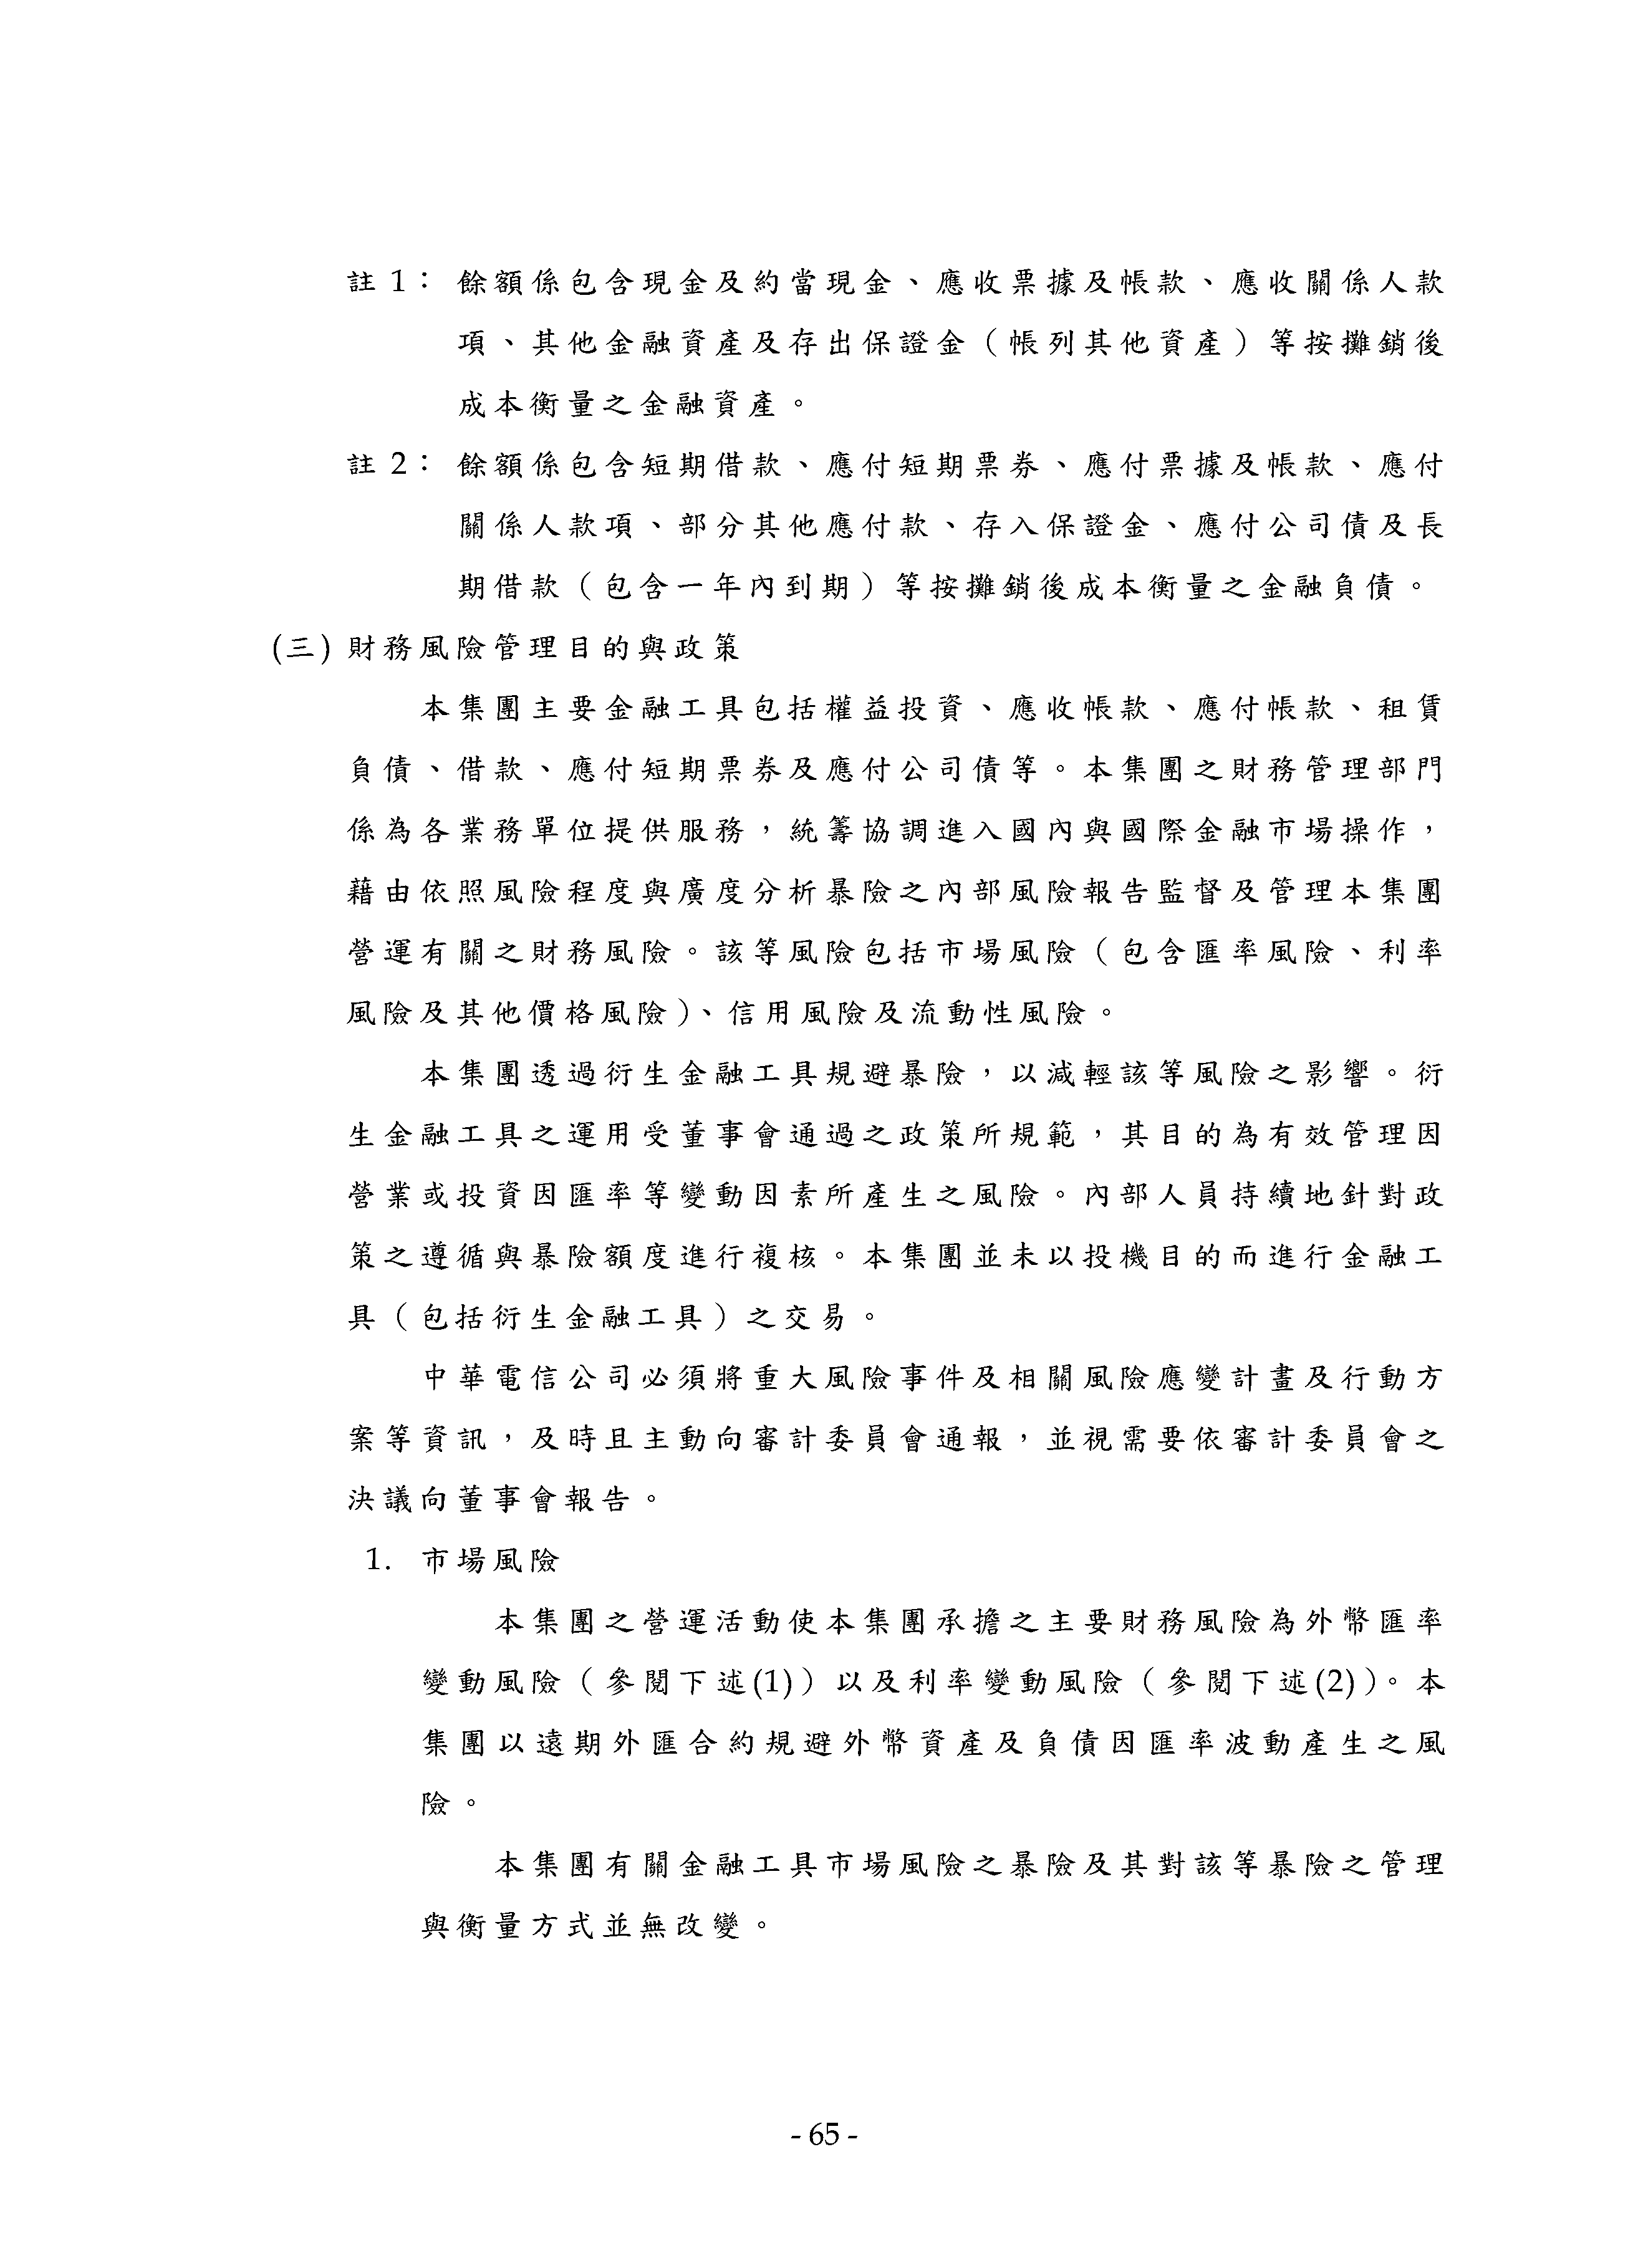 註 1：餘額係包含現金及約當現金、應收票據及帳款、應收關係人款
項、其他金融資產及存出保證金（帳列其他資產）等按攤銷後
成本衡量之金融資產。
註 2：餘額係包含短期借款、應付短期票券、應付票據及帳款、應付
關係人款項、部分其他應付款、存入保證金、應付公司債及長
期借款（包含一年內到期）等按攤銷後成本衡量之金融負債。
(三) 財務風險管理目的與政策
本集團主要金融工具包括權益投資、應收帳款、應付帳款、租賃
負債、借款、應付短期票券及應付公司債等。本集團之財務管理部門
係為各業務單位提供服務，統籌協調進入國內與國際金融市場操作，
藉由依照風險程度與廣度分析暴險之內部風險報告監督及管理本集團
營運有關之財務風險。該等風險包括市場風險（包含匯率風險、利率
風險及其他價格風險）、信用風險及流動性風險。
本集團透過衍生金融工具規避暴險，以減輕該等風險之影響。衍
生金融工具之運用受董事會通過之政策所規範，其目的為有效管理因
營業或投資因匯率等變動因素所產生之風險。內部人員持續地針對政
策之遵循與暴險額度進行複核。本集團並未以投機目的而進行金融工
具（包括衍生金融工具）之交易。
中華電信公司必須將重大風險事件及相關風險應變計畫及行動方
案等資訊，及時且主動向審計委員會通報，並視需要依審計委員會之
決議向董事會報告。
1. 市場風險
本集團之營運活動使本集團承擔之主要財務風險為外幣匯率
變動風險（參閱下述(1)）以及利率變動風險（參閱下述(2)）。本
集團以遠期外匯合約規避外幣資產及負債因匯率波動產生之風
險。
本集團有關金融工具市場風險之暴險及其對該等暴險之管理
與衡量方式並無改變。
- 65 -